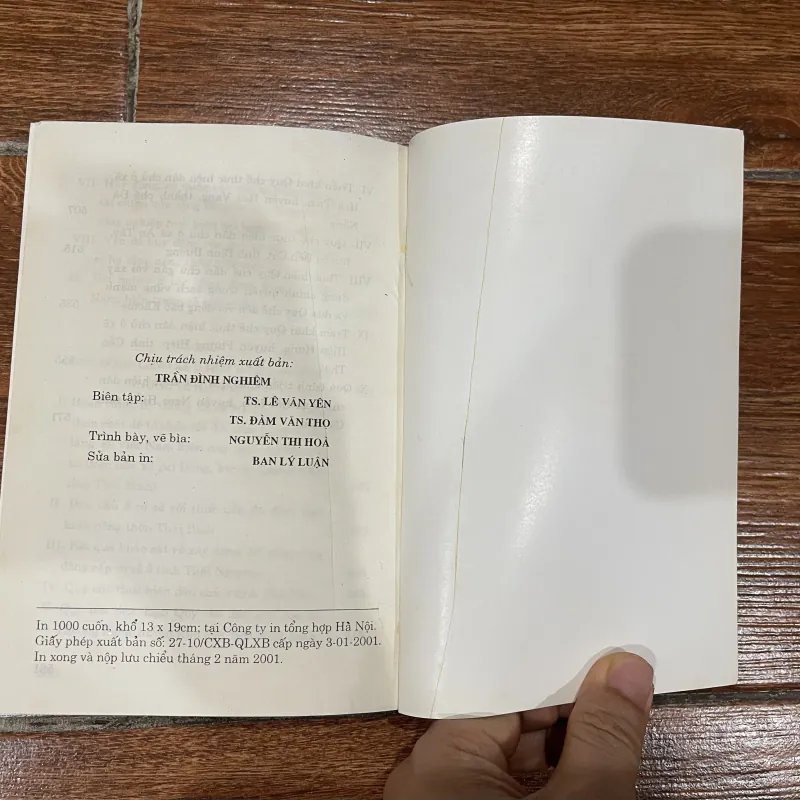 Chịu trách nhiệm xuất bản:
TRẦN ĐÌNH NGHIÊM
Biên tập: TS. LÊ VĂN YÊN
TS. ĐÀM VĂN THỌ
Trình bày, vẽ bìa: NGUYỄN THỊ HOÀ
Sửa bản in: BAN LÝ LUẬN
In 1000 cuốn, khổ 13 x 19cm; tại Công ty in tổng hợp Hà Nội.
Giấy phép xuất bản số: 27-10/CXB-QLXB cấp ngày 3-01-2001.
In xong và nộp lưu chiểu tháng 2 năm 2001.